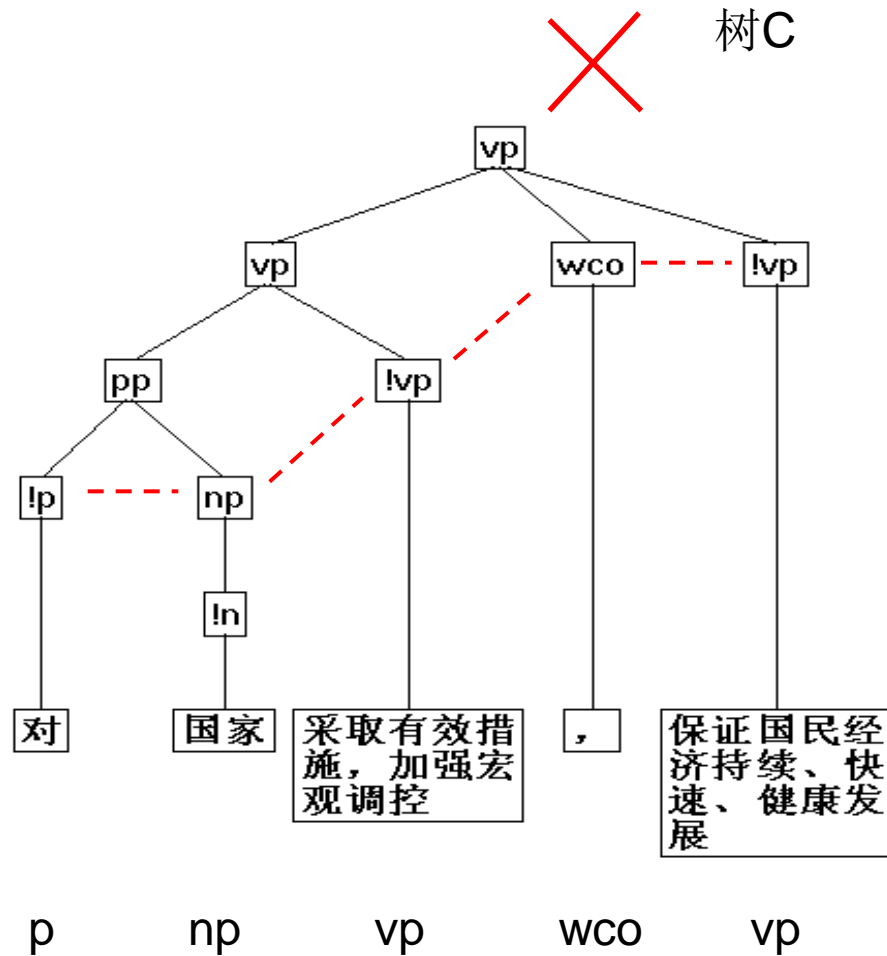 树C
vp
vp
wco
!vp
pp
!vp
!p
np
!n
对
国家
采取有效措
施，加强宏
观调控
，
保证国民经
济持续、快
速、健康发
展
p
np
vp
wco
vp